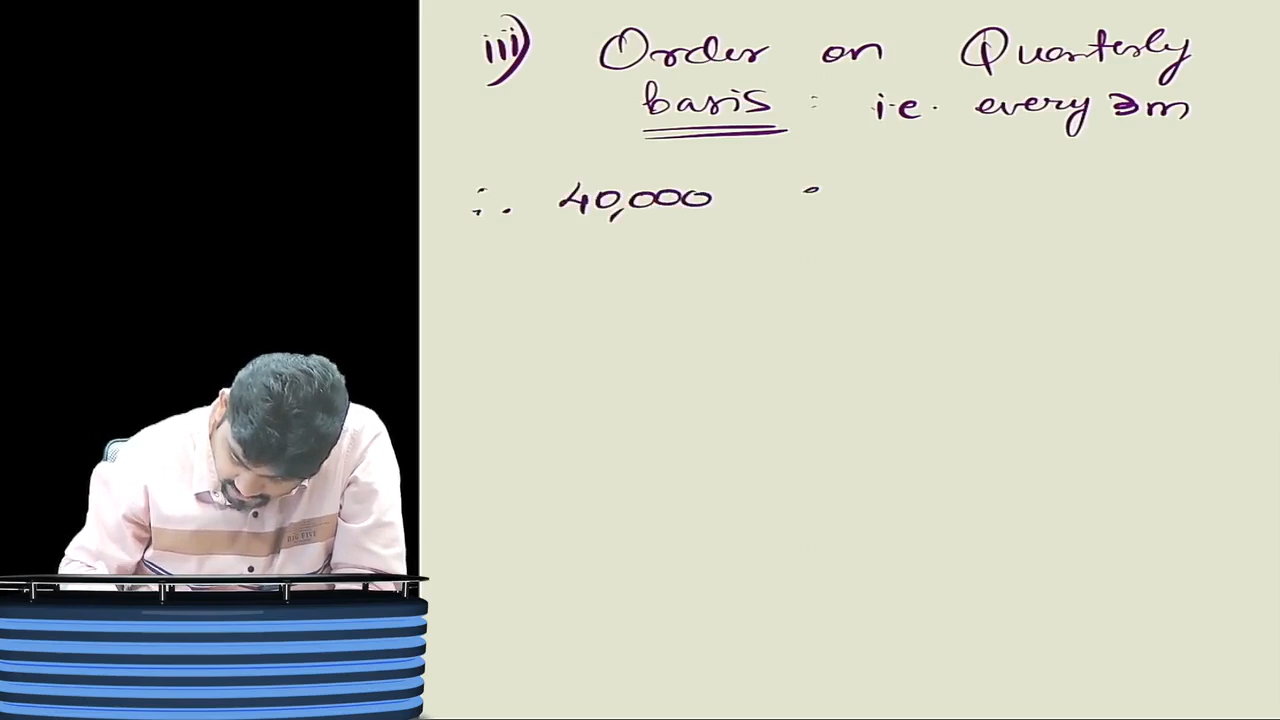 iii) Order on Quarterly
basis : i.e. every 3m
∴ 40,000